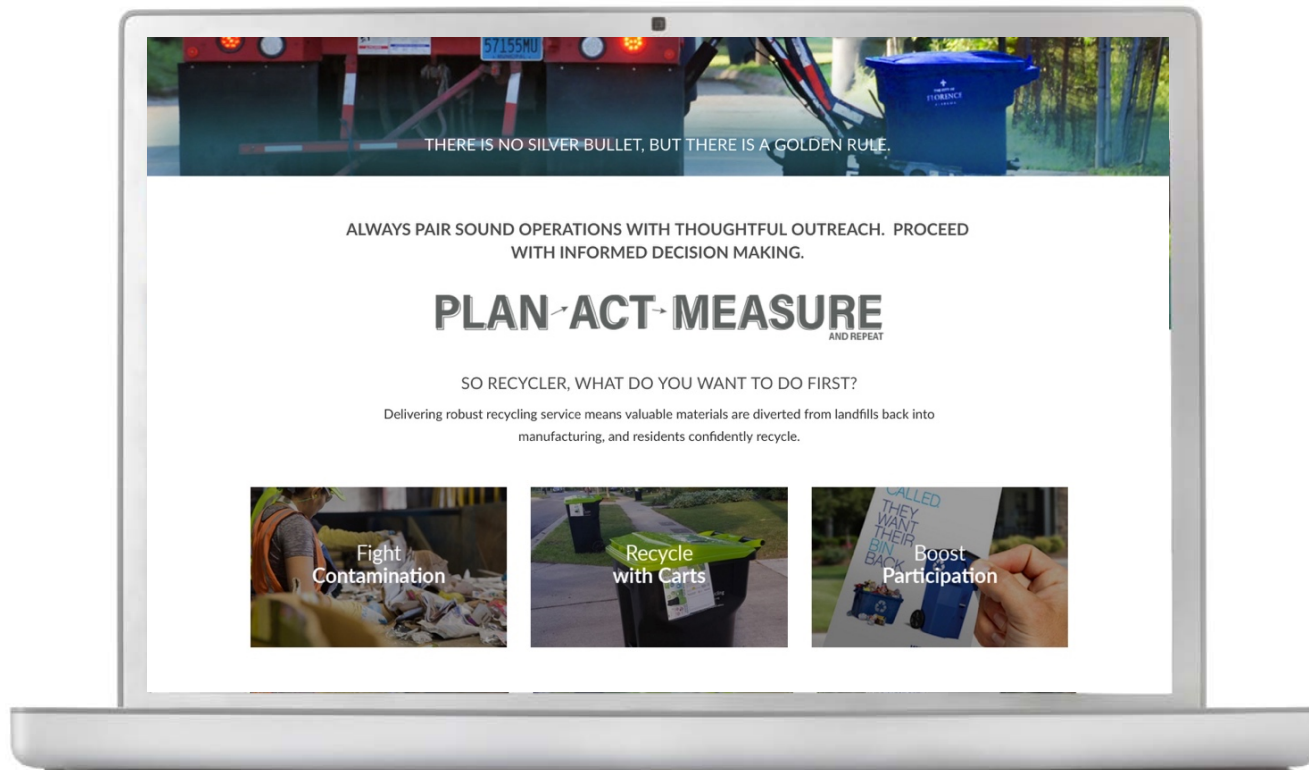 57155MU
FLORENCE
THERE IS NO SILVER BULLET, BUT THERE IS A GOLDEN RULE.
ALWAYS PAIR SOUND OPERATIONS WITH THOUGHTFUL OUTREACH. PROCEED
WITH INFORMED DECISION MAKING.
PLAN→ACT→MEASURE
AND REPEAT
SO RECYCLER, WHAT DO YOU WANT TO DO FIRST?
Delivering robust recycling service means valuable materials are diverted from landfills back into
manufacturing, and residents confidently recycle.
Fight
Contamination
Recycle
with Carts
CALLED.
THEY
WANT
THEIR
BIN
BACK.
Boost
Participation